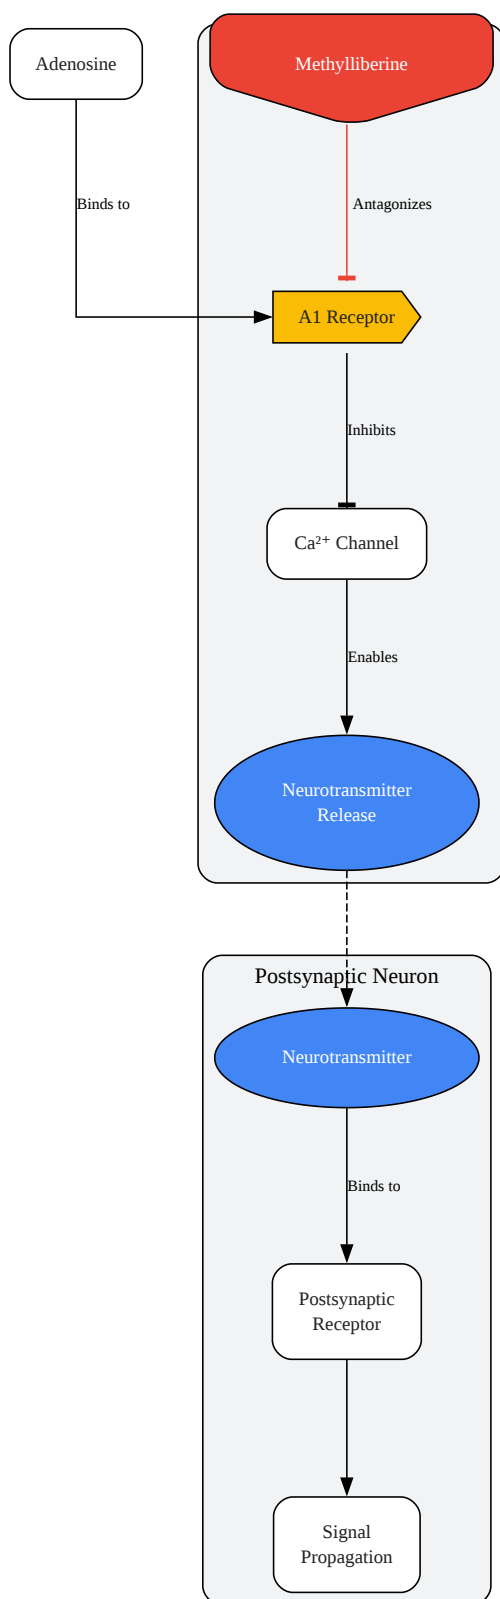 Methylliberine
Adenosine
Binds to
Antagonizes
A1 Receptor
Inhibits
Ca²⁺ Channel
Enables
Neurotransmitter
Release
Postsynaptic Neuron
Neurotransmitter
Binds to
Postsynaptic
Receptor
Signal
Propagation